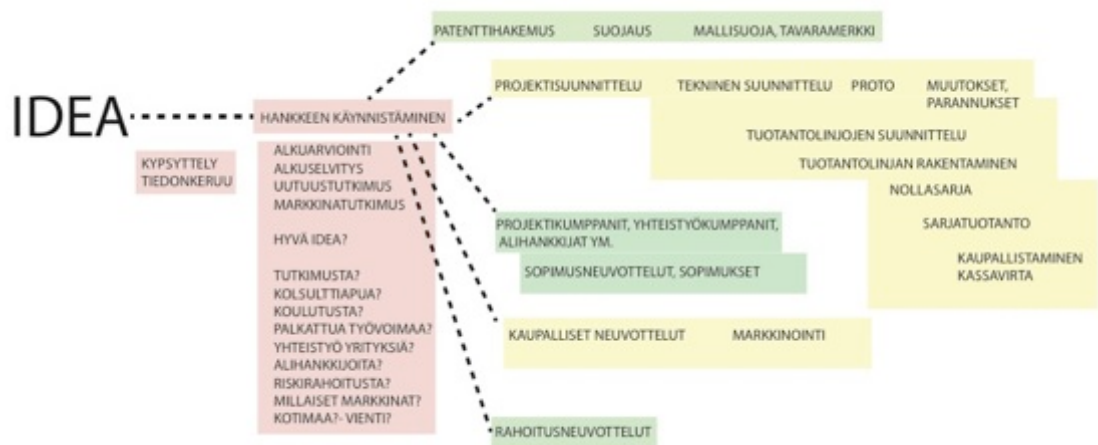 IDEA
KYPSYTTELY
TIEDONKERUU
HANKKEEN KÄYNNISTÄMINEN
ALKUARVIOINTI
ALKUSELVITYS
UUTUUSTUTKIMUS
MARKKINATUTKIMUS
HYVÄ IDEA?
TUTKIMUSTA?
KOLSULTTIAPUA?
KOULUTUSTA?
PALKATTUA TYÖVOIMAA?
YHTEISTYÖ YRITYKSIÄ?
ALIHANKKIJOITA?
RISKIRAHOITUSTA?
MILLAISET MARKKINAT?
KOTIMAA?- VIENTI?
PATENTTIHAKEMUS SUOJAUS MALLISUOJA, TAVARAMERKKI
PROJEKTISUUNNITTELU TEKNINEN SUUNNITTELU PROTO MUUTOKSET,
PARANNUKSET
TUOTANTOLINJOJEN SUUNNITTELU
TUOTANTOLINJAN RAKENTAMINEN
NOLLASARJA
SARJATUOTANTO
KAUPALLISTAMINEN
KASSAVIRTA
PROJEKTIKUMPPANIT, YHTEISTYÖKUMPPANIT,
ALIHANKKIJAT YM.
SOPIMUSNEUVOTTELUT, SOPIMUKSET
KAUPALLISET NEUVOTTELUT MARKKINOINTI
RAHOITUSNEUVOTTELUT